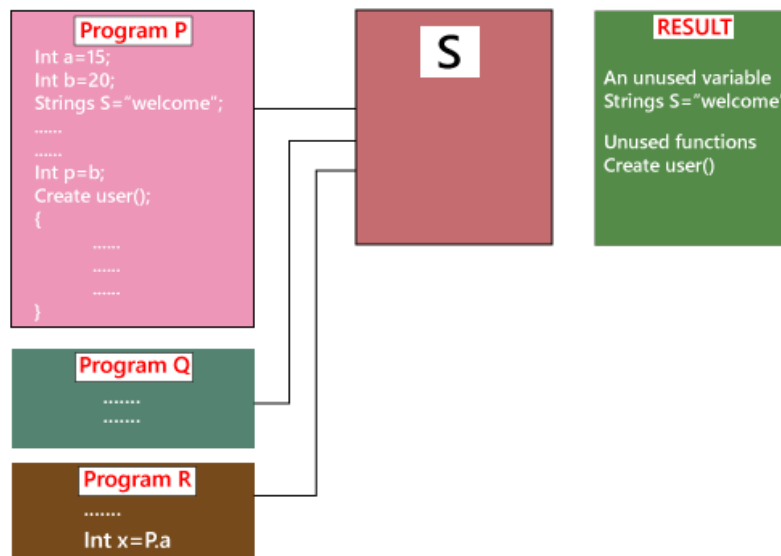 Program P
Int a=15;
Int b=20;
Strings S=“welcome”;
......
......
Int p=b;
Create user();
{
......
......
......
}
Program Q
.......
.......
Program R
.......
Int x=P.a
S
RESULT
An unused variable
Strings S=“welcome”
Unused functions
Create user()